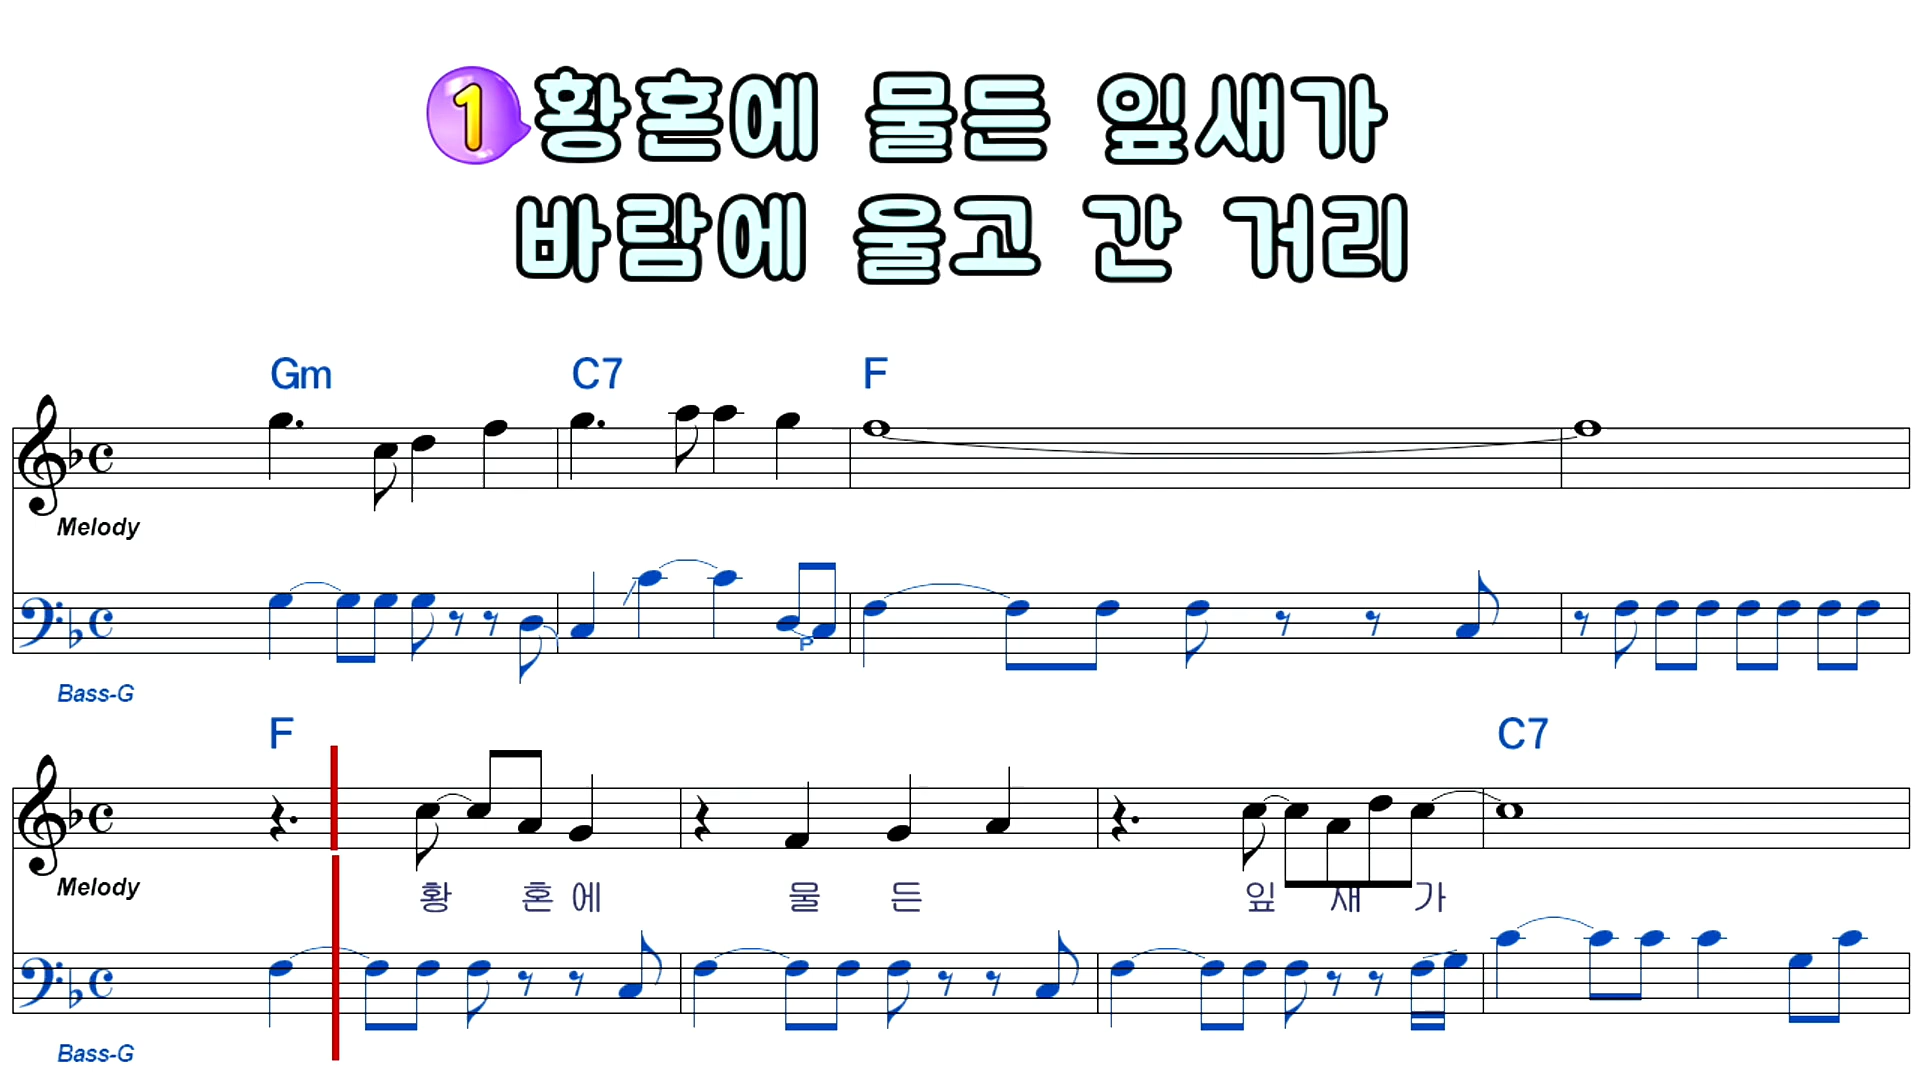 1 황혼에 물든 잎새가
바람에 울고 간 거리
Gm C7 F
Melody
P
Bass-G
F C7
Melody
황 혼 에 물 든 잎 새 가
Bass-G